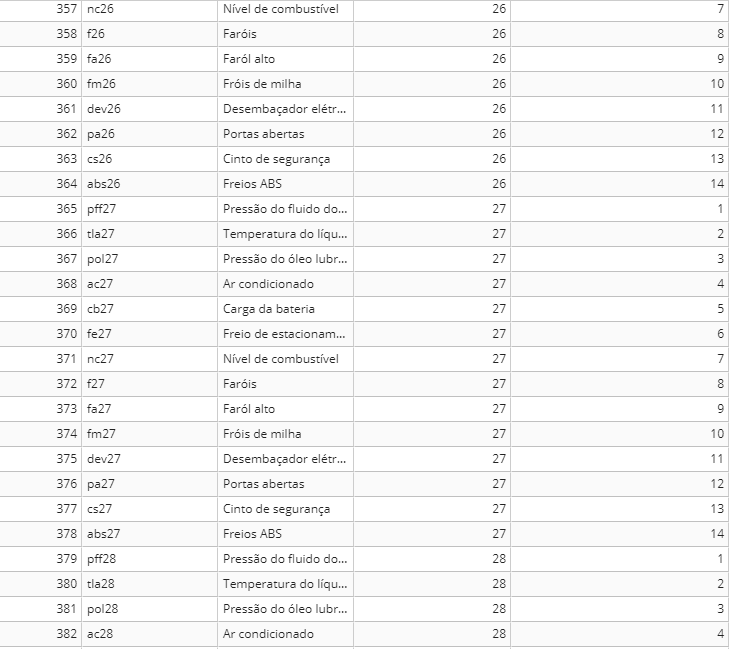 357 nc26 Nível de combustível 26 7
358 f26 Faróis 26 8
359 fa26 Faról alto 26 9
360 fm26 Fróis de milha 26 10
361 dev26 Desembaçador elétr... 26 11
362 pa26 Portas abertas 26 12
363 cs26 Cinto de segurança 26 13
364 abs26 Freios ABS 26 14
365 pff27 Pressão do fluido do... 27 1
366 tla27 Temperatura do líqu... 27 2
367 pol27 Pressão do óleo lubr... 27 3
368 ac27 Ar condicionado 27 4
369 cb27 Carga da bateria 27 5
370 fe27 Freio de estacionam... 27 6
371 nc27 Nível de combustível 27 7
372 f27 Faróis 27 8
373 fa27 Faról alto 27 9
374 fm27 Fróis de milha 27 10
375 dev27 Desembaçador elétr... 27 11
376 pa27 Portas abertas 27 12
377 cs27 Cinto de segurança 27 13
378 abs27 Freios ABS 27 14
379 pff28 Pressão do fluido do... 28 1
380 tla28 Temperatura do líqu... 28 2
381 pol28 Pressão do óleo lubr... 28 3
382 ac28 Ar condicionado 28 4